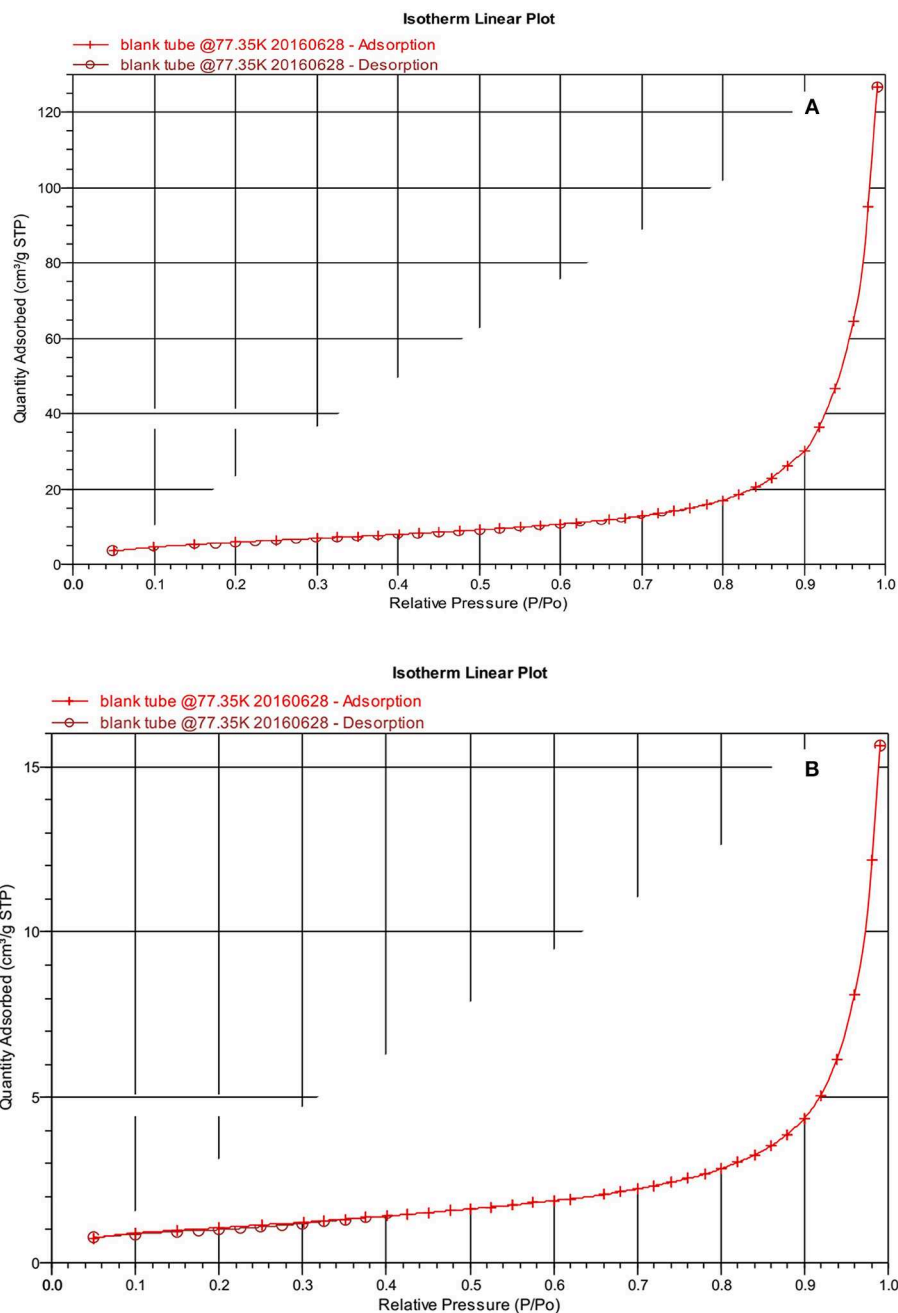 Isotherm Linear Plot
blank tube @77.35K 20160628 - Adsorption
blank tube @77.35K 20160628 - Desorption
A
120
100
80
60
40
20
0
Quantity Adsorbed (cm³/g STP)
0.0 0.1 0.2 0.3 0.4 0.5 0.6 0.7 0.8 0.9 1.0
Relative Pressure (P/Po)
Isotherm Linear Plot
blank tube @77.35K 20160628 - Adsorption
blank tube @77.35K 20160628 - Desorption
B
15
10
5
0
Quantity Adsorbed (cm³/g STP)
0.0 0.1 0.2 0.3 0.4 0.5 0.6 0.7 0.8 0.9 1.0
Relative Pressure (P/Po)